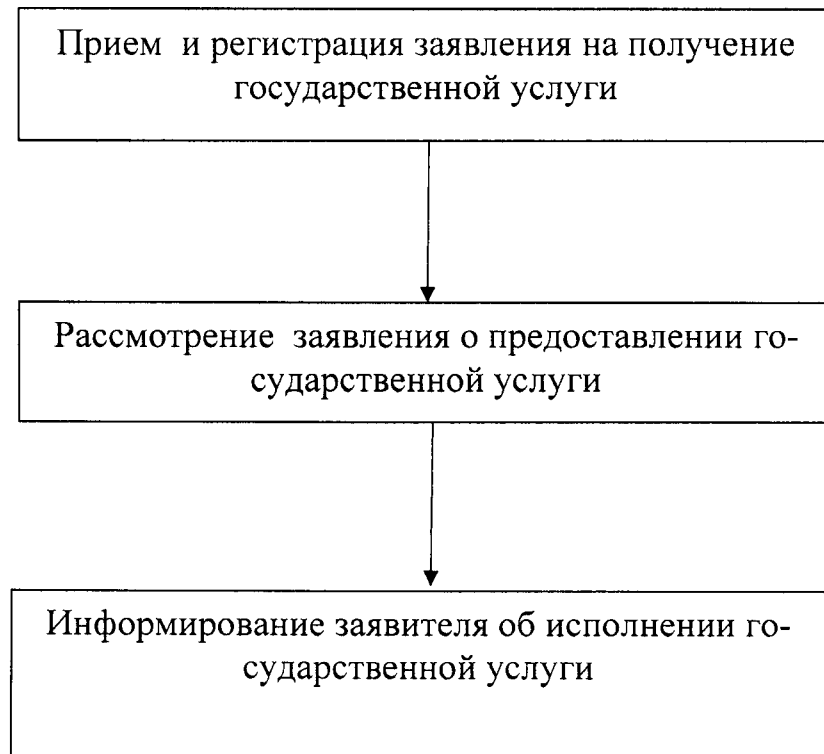 Прием и регистрация заявления на получение
государственной услуги
Рассмотрение заявления о предоставлении го-
сударственной услуги
Информирование заявителя об исполнении го-
сударственной услуги